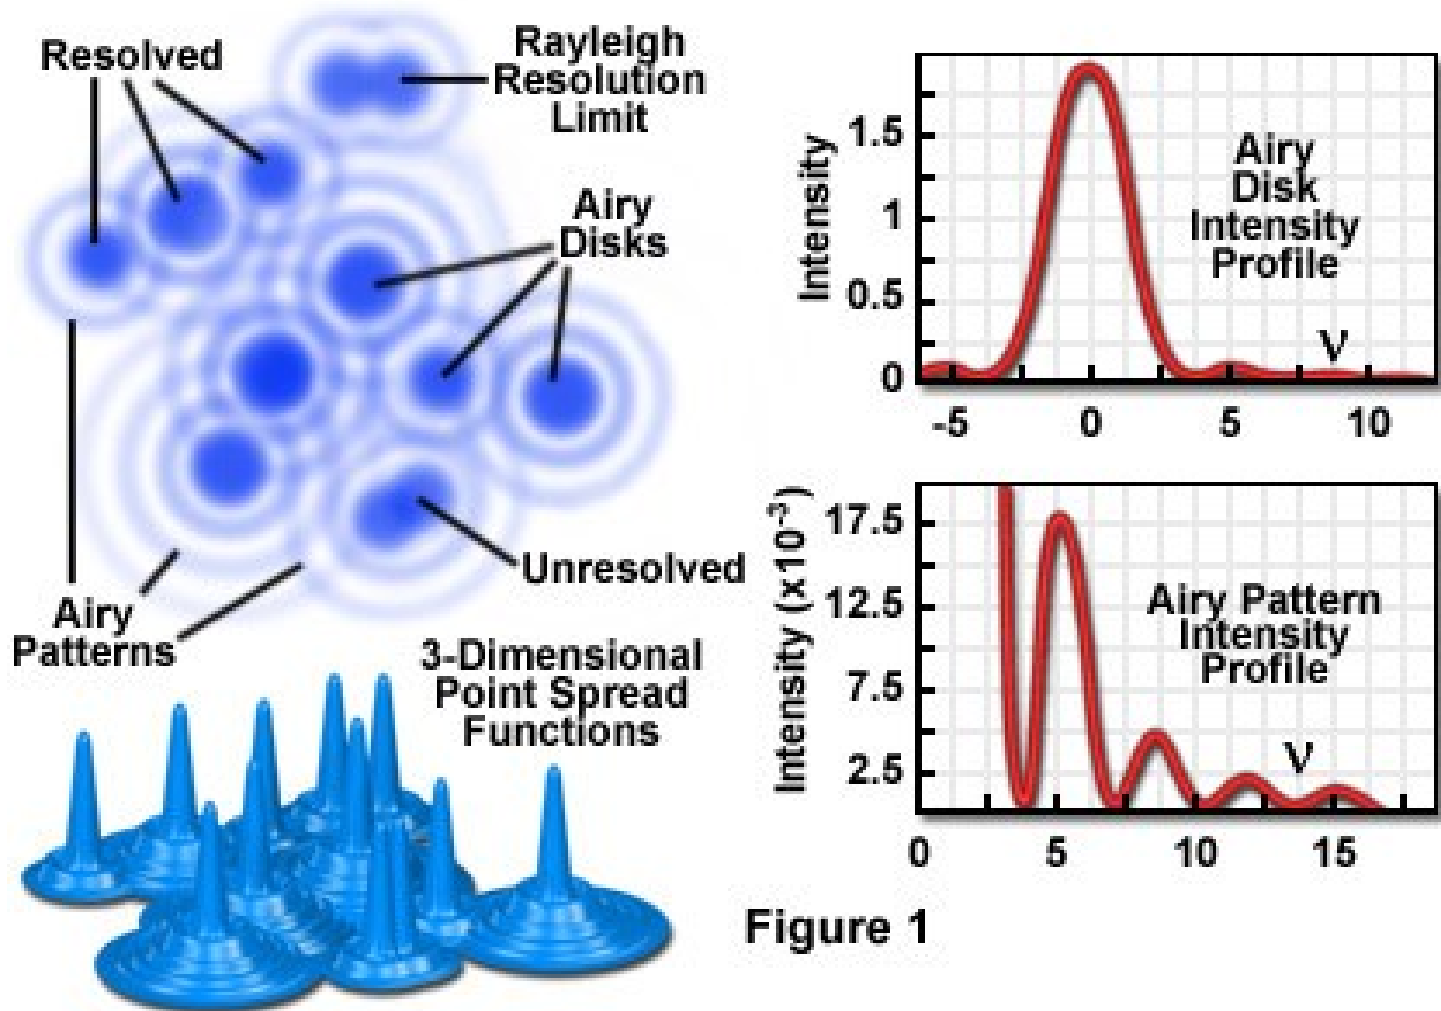 Resolved
Rayleigh
Resolution
Limit
Airy
Disks
Unresolved
Airy
Patterns
3-Dimensional
Point Spread
Functions
Intensity
1.5
1
0.5
0
-5 0 5 10
Airy
Disk
Intensity
Profile
ν
Intensity (x10-3)
17.5
12.5
7.5
2.5
0 5 10 15
Airy Pattern
Intensity
Profile
ν
Figure 1